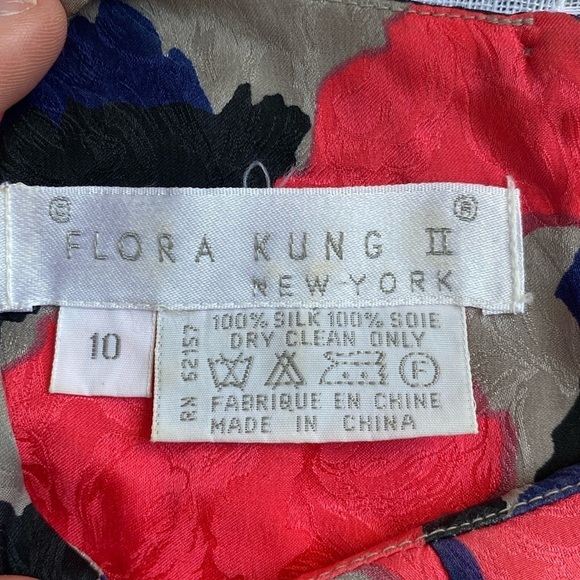 ©
®
FLORA KUNG II
NEW-YORK
10
RN 62157
100% SILK 100% SOIE
DRY CLEAN ONLY
F
FABRIQUE EN CHINE
MADE IN CHINA